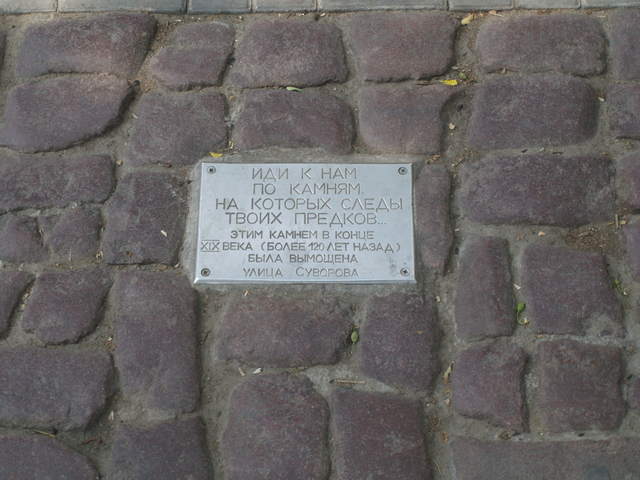 ИДИ К НАМ
ПО КАМНЯМ,
НА КОТОРЫХ СЛЕДЫ
ТВОИХ ПРЕДКОВ...
ЭТИМ КАМНЕМ В КОНЦЕ
XIX ВЕКА (БОЛЕЕ 120 ЛЕТ НАЗАД)
БЫЛА ВЫМОЩЕНА
УЛИЦА СУВОРОВА